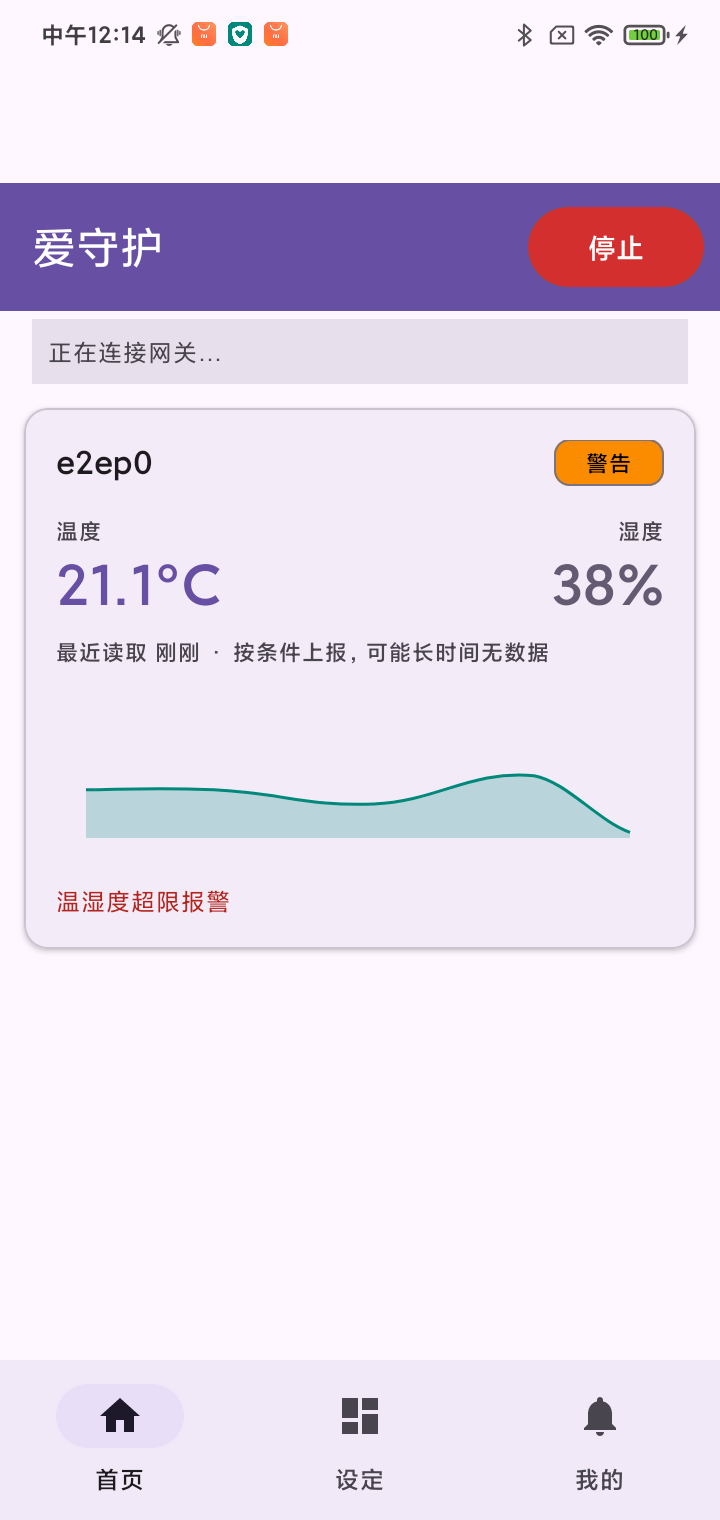 中午12:14
100
爱守护
停止
正在连接网关...
e2ep0
警告
温度
湿度
21.1°C
38%
最近读取 刚刚 · 按条件上报，可能长时间无数据
温湿度超限报警
首页
设定
我的